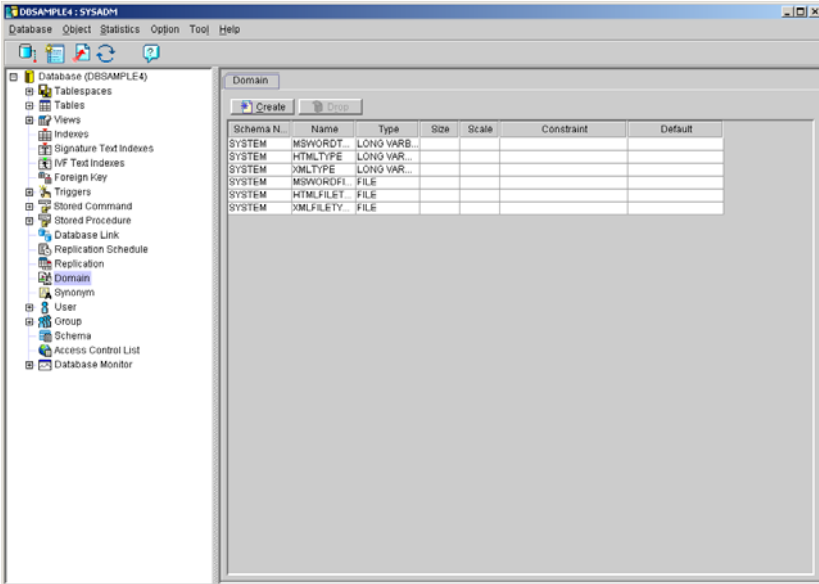 DBSAMPLE4 : SYSADM
Database Object Statistics Option Tool Help
Database (DBSAMPLE4)
Tablespaces
Tables
Views
Indexes
Signature Text Indexes
IVF Text Indexes
Foreign Key
Triggers
Stored Command
Stored Procedure
Database Link
Replication Schedule
Replication
Domain
Synonym
User
Group
Schema
Access Control List
Database Monitor
Domain
Create Drop
Schema N... Name Type Size Scale Constraint Default
SYSTEM MSWORDT... LONG VARB...
SYSTEM HTMLTYPE LONG VAR...
SYSTEM XMLTYPE LONG VAR...
SYSTEM MSWORDFI... FILE
SYSTEM HTMLFILET... FILE
SYSTEM XMLFILETY... FILE